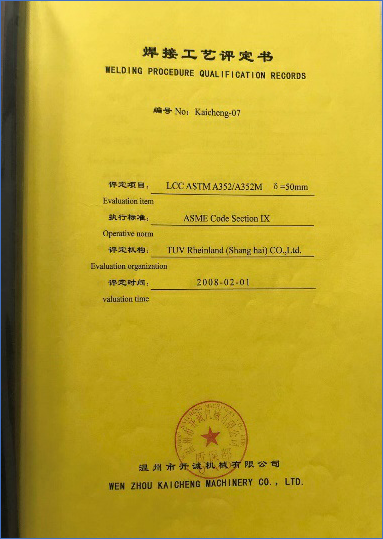 焊接工艺评定书
WELDING PROCEDURE QUALIFICATION RECORDS
编号 No: Kaicheng-07
评定项目: LCC ASTM A352/A352M δ=50mm
Evaluation item
执行标准: ASME Code Section IX
Operative norm
评定机构: TUV Rheinland (Shang hai) CO.,Ltd.
Evaluation organization
评定时间: 2008-02-01
valuation time
质保部
温州市开诚机械有限公司
WEN ZHOU KAICHENG MACHINERY CO., LTD.